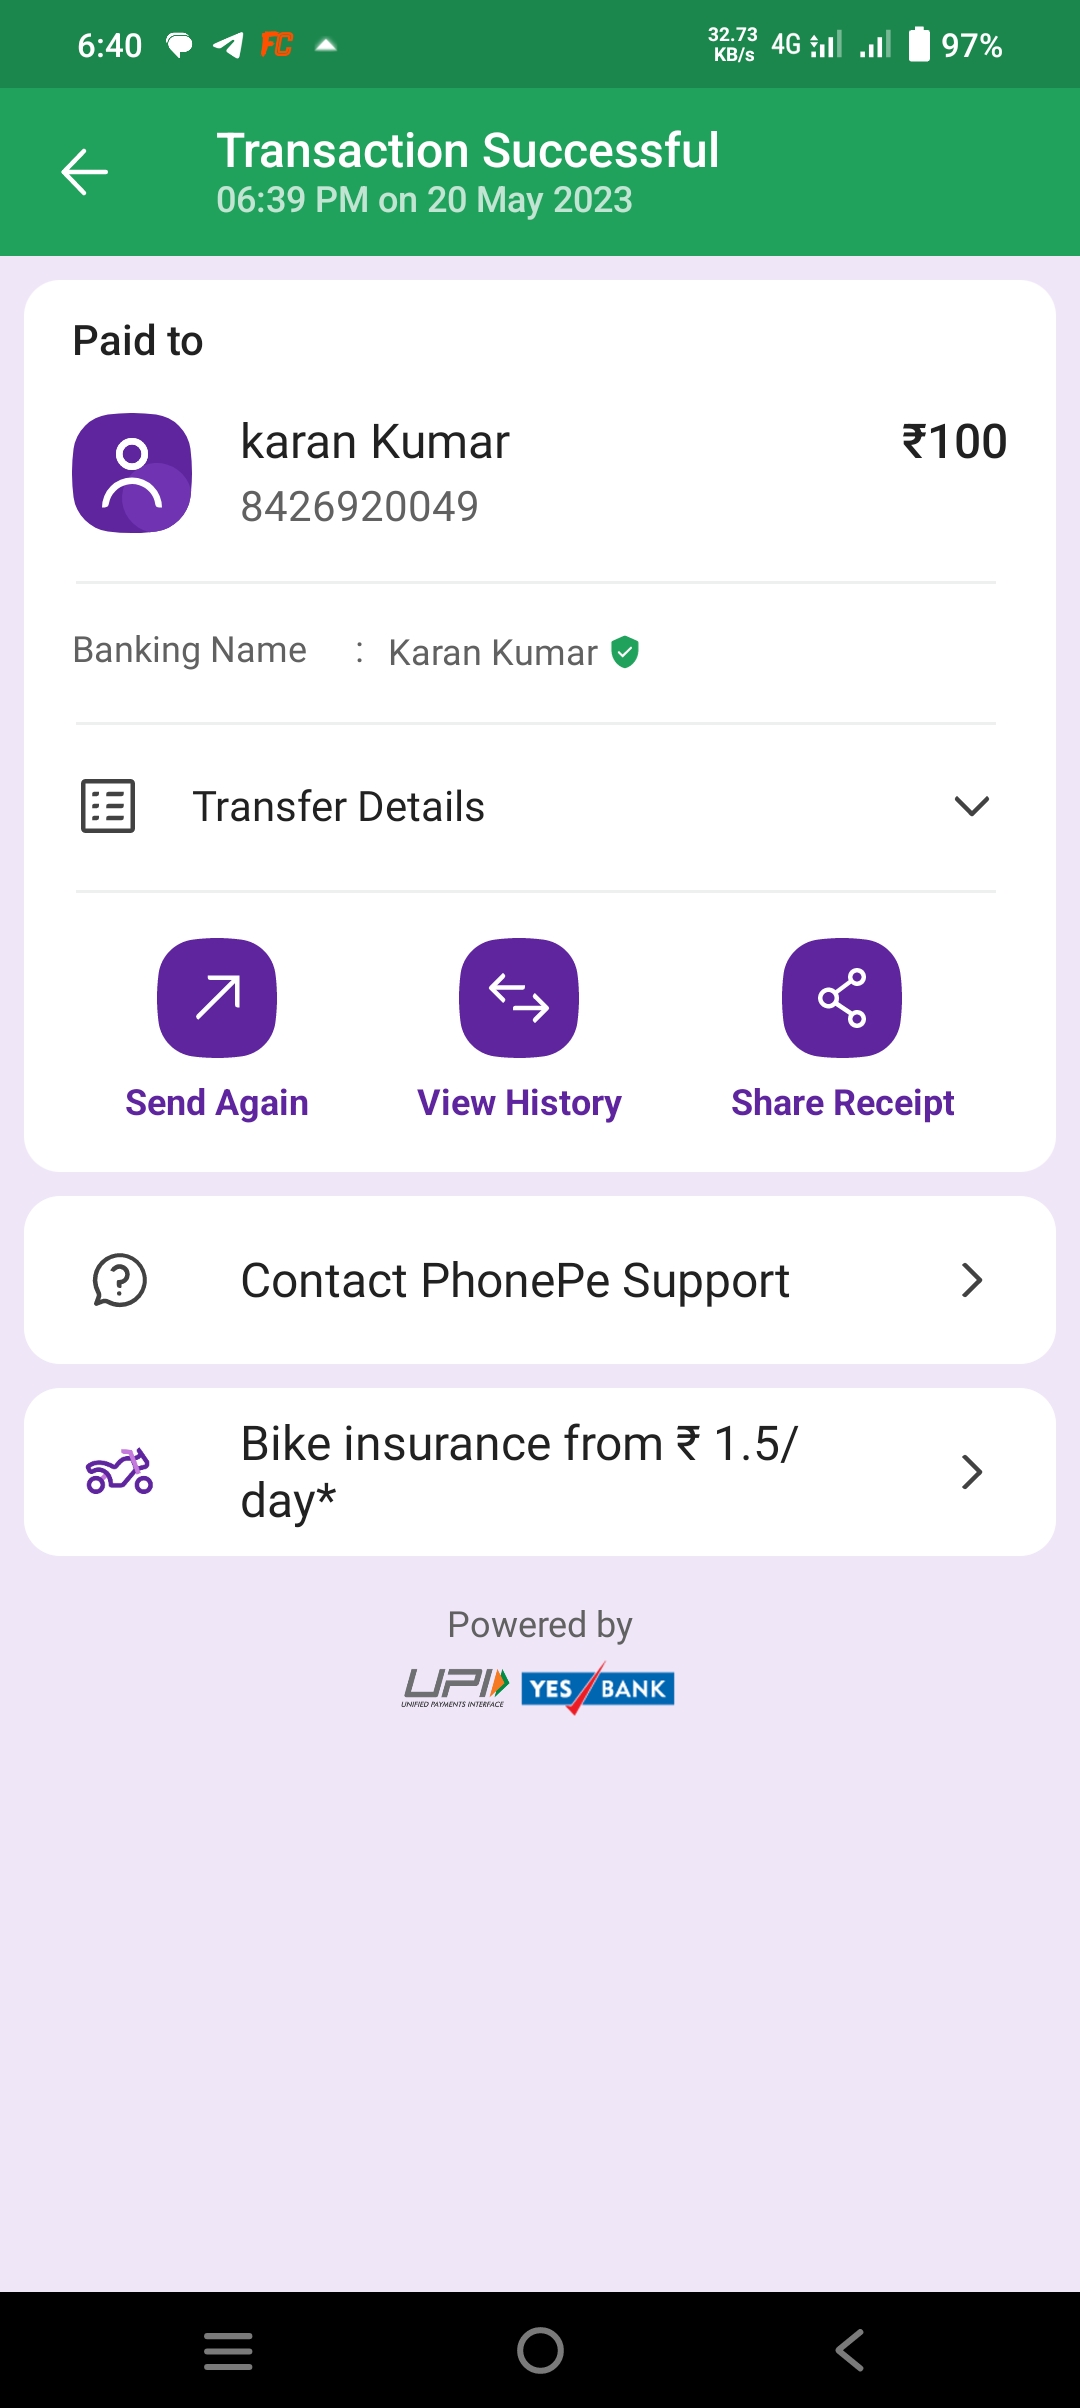 6:40
FC
32.73
KB/s
4G
97%
Transaction Successful
06:39 PM on 20 May 2023
Paid to
karan Kumar
₹100
8426920049
Banking Name : Karan Kumar
Transfer Details
Send Again
View History
Share Receipt
Contact PhonePe Support
Bike insurance from ₹ 1.5/
day*
Powered by
UPI
UNIFIED PAYMENTS INTERFACE
YES BANK